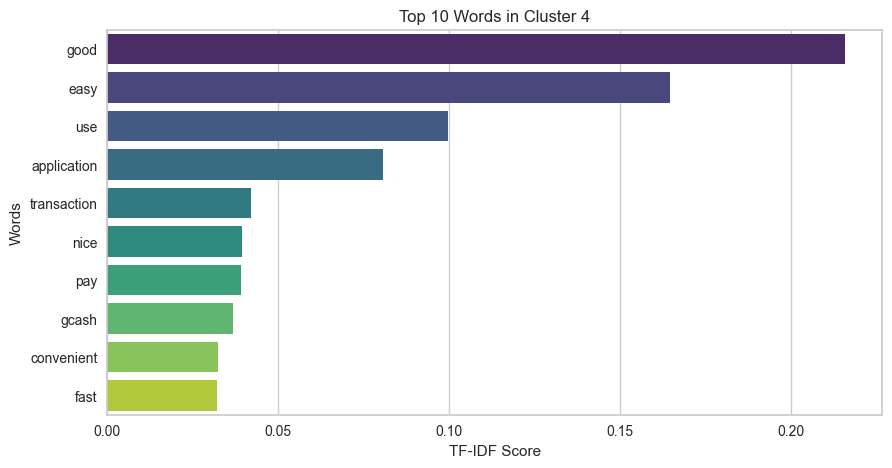 Top 10 Words in Cluster 4
Words
good
easy
use
application
transaction
nice
pay
gcash
convenient
fast
0.00 0.05 0.10 0.15 0.20
TF-IDF Score